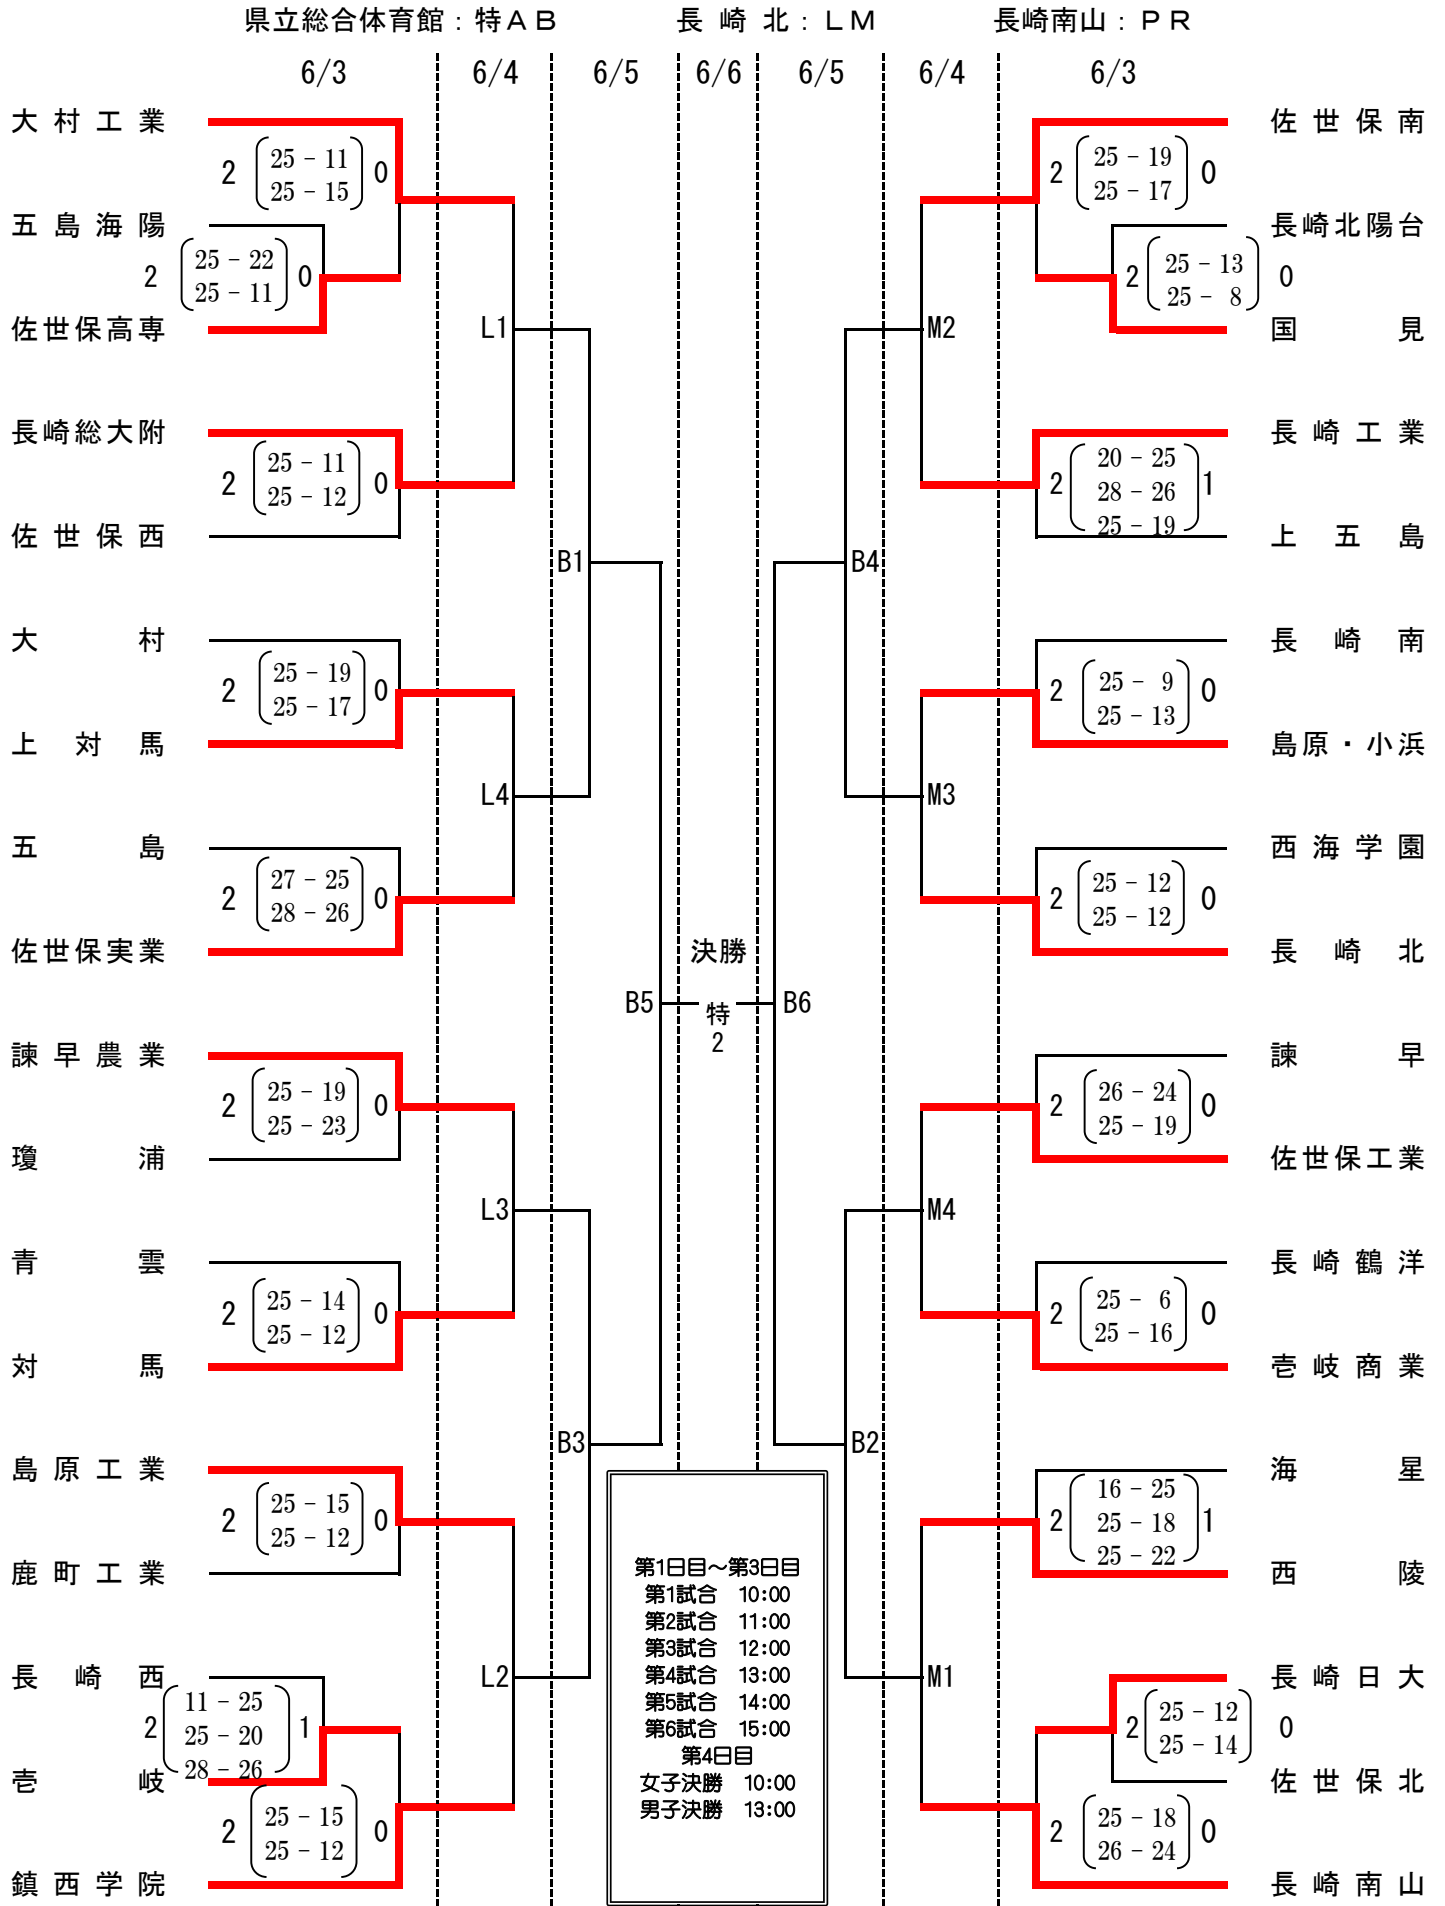 県立総合体育館：特ＡＢ　長崎北：ＬＭ　長崎南山：ＰＲ
6/3 6/4 6/5 6/6 6/5 6/4 6/3
大村工業
2 25-11 0
25-15
五島海陽
2 25-22 0
25-11
佐世保高専
L1
長崎総大附
2 25-11 0
25-12
佐世保西
B1
大村
2 25-19 0
25-17
上対馬
L4
五島
2 27-25 0
28-26
佐世保実業
B5
諫早農業
2 25-19 0
25-23
瓊浦
L3
青雲
2 25-14 0
25-12
対馬
B3
島原工業
2 25-15 0
25-12
鹿町工業
L2
長崎西
2 11-25 1
25-20
28-26
壱岐
2 25-15 0
25-12
鎮西学院
決勝
特
2
佐世保南
2 25-19 0
25-17
長崎北陽台
2 25-13 0
25-8
国見
M2
長崎工業
2 20-25 1
28-26
25-19
上五島
B4
長崎南
2 25-9 0
25-13
島原・小浜
M3
西海学園
2 25-12 0
25-12
長崎北
B6
諫早
2 26-24 0
25-19
佐世保工業
M4
長崎鶴洋
2 25-6 0
25-16
壱岐商業
B2
海星
2 16-25 1
25-18
25-22
西陵
M1
長崎日大
2 25-12 0
25-14
佐世保北
2 25-18 0
26-24
長崎南山
第1日目～第3日目
第1試合 10:00
第2試合 11:00
第3試合 12:00
第4試合 13:00
第5試合 14:00
第6試合 15:00
第4日目
女子決勝 10:00
男子決勝 13:00